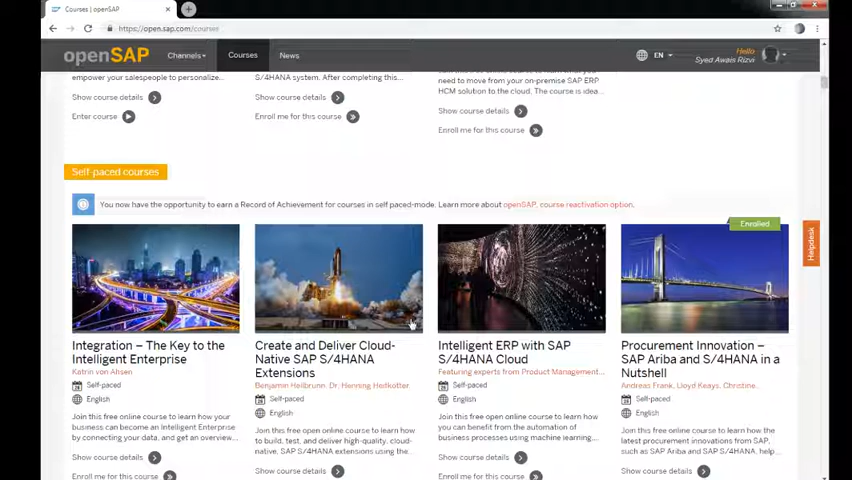 Courses | openSAP
https://open.sap.com/courses
openSAP
Channels
Courses
News
EN
Hello
Syed Awais Rizvi
empower your salespeople to personalize...
Show course details
Enter course
S/4HANA system. After completing this...
Show course details
Enroll me for this course
move from your on-premise SAP ERP
HCM solution to the cloud. The course is idea...
Show course details
Enroll me for this course
Self-paced courses
You now have the opportunity to earn a Record of Achievement for courses in self paced-mode. Learn more about openSAP, course reactivation option.
Enrolled
Helpdesk
Integration – The Key to the
Intelligent Enterprise
Katrin von Ahsen
Self-paced
English
Join this free online course to learn how your
business can become an Intelligent Enterprise
by connecting your data, and get an overview...
Show course details
Enroll me for this course
Create and Deliver Cloud-
Native SAP S/4HANA
Extensions
Benjamin Heilbrunn, Dr. Henning Heitkotter
Self-paced
English
Join this free online course to learn how
to build, test, and deliver high-quality, cloud-
native, SAP S/4HANA extensions using the...
Show course details
Intelligent ERP with SAP
S/4HANA Cloud
Featuring experts from Product Management...
Self-paced
English
Join this free open online course to learn how
you can benefit from the automation of
business processes using machine learning,...
Show course details
Enroll me for this course
Procurement Innovation –
SAP Ariba and S/4HANA in a
Nutshell
Andreas Frank, Lloyd Keays, Christine...
Self-paced
English
Join this free online course to learn the
latest procurement innovations from SAP,
such as SAP Ariba and SAP S/4HANA, help...
Show course details